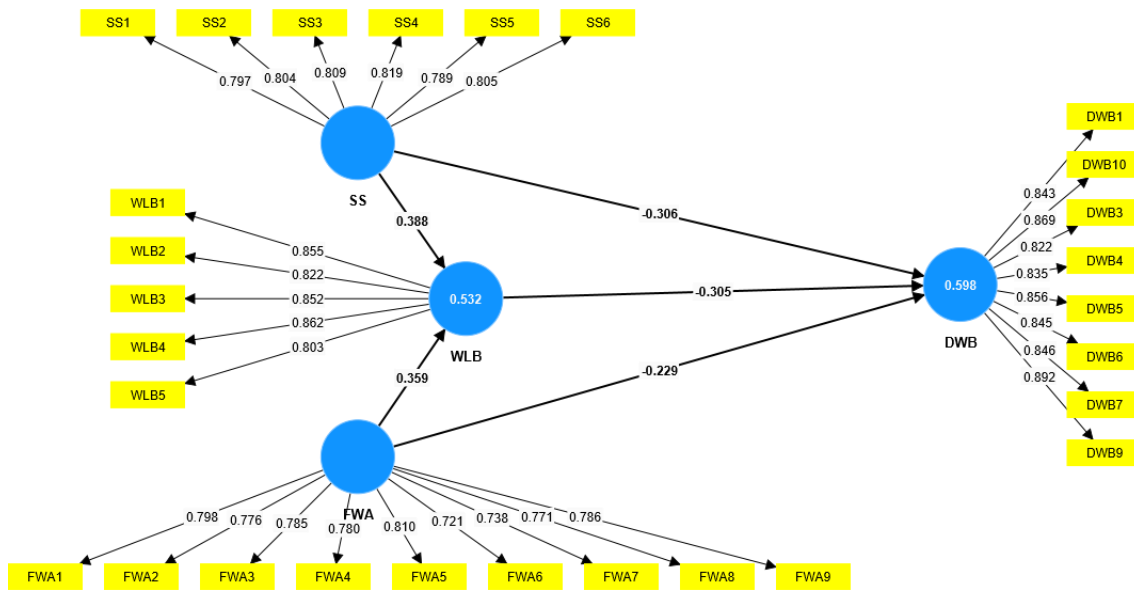 SS1 SS2 SS3 SS4 SS5 SS6
0.797 0.804 0.809 0.819 0.789 0.805
SS
0.388
-0.306
WLB1
WLB2
WLB3
WLB4
WLB5
0.855
0.822
0.852
0.862
0.803
0.532
WLB
-0.305
0.359
-0.229
0.598
DWB
0.843
0.869
0.822
0.835
0.856
0.845
0.846
0.892
DWB1
DWB10
DWB3
DWB4
DWB5
DWB6
DWB7
DWB9
FWA
0.798 0.776 0.785 0.780 0.810 0.721 0.738 0.771 0.786
FWA1 FWA2 FWA3 FWA4 FWA5 FWA6 FWA7 FWA8 FWA9